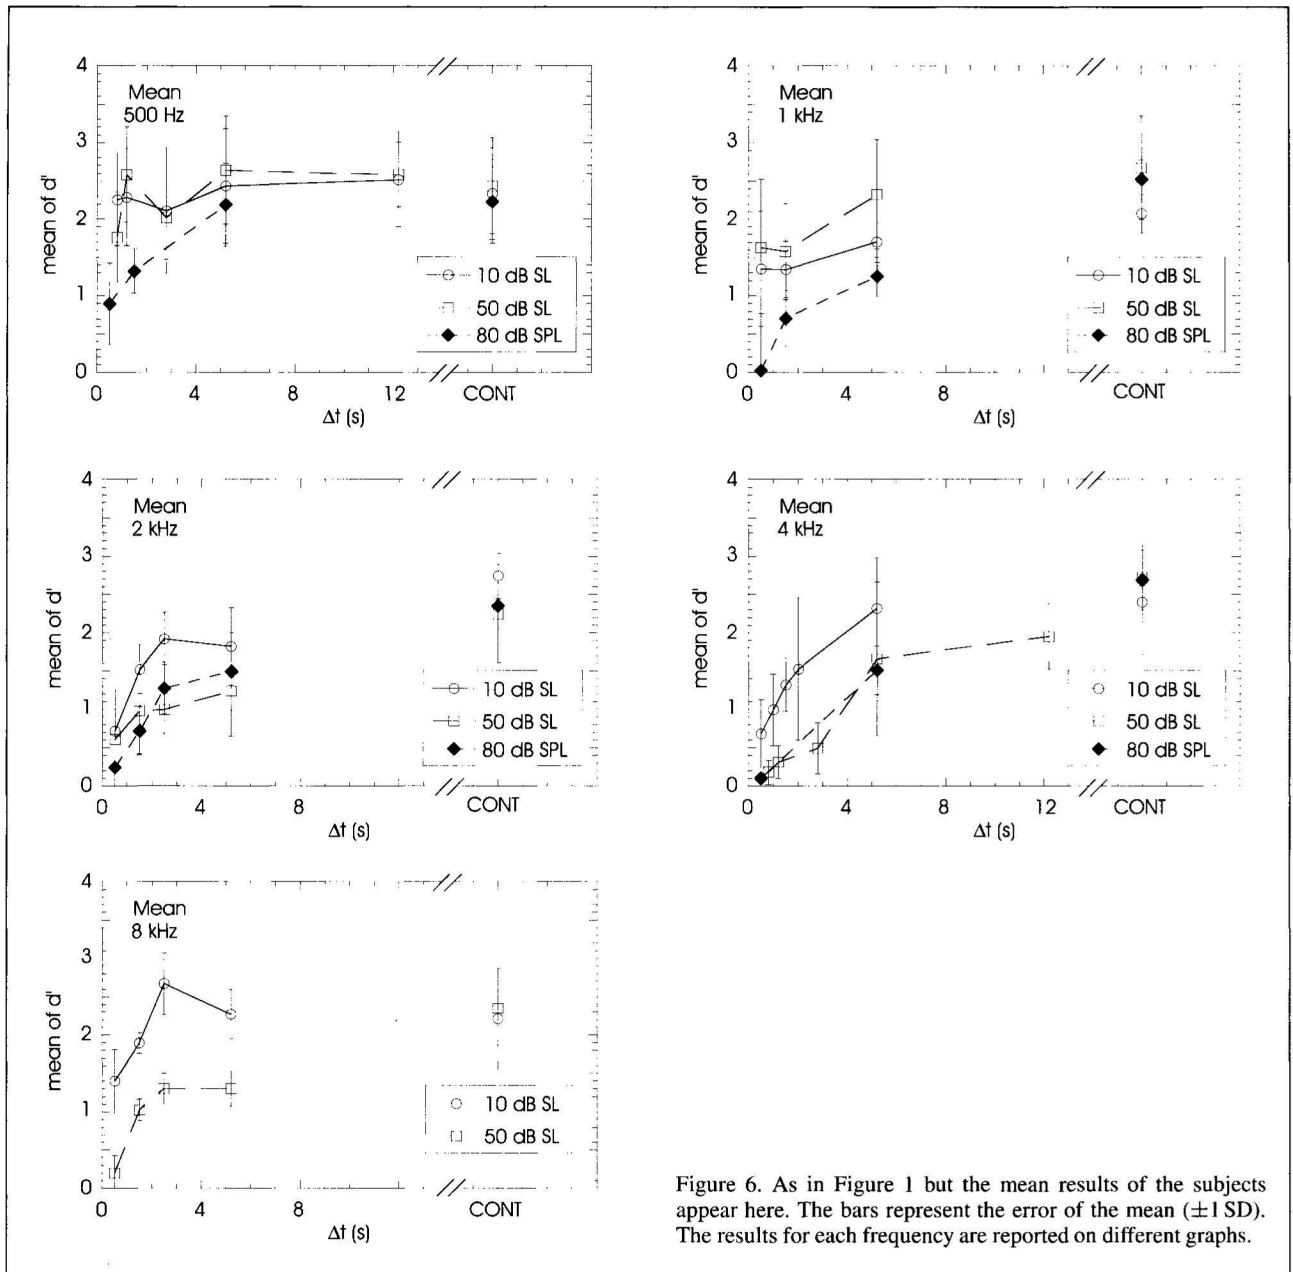 4
3
2
1
0
mean of d'
Mean
500 Hz
10 dB SL
50 dB SL
80 dB SPL
0 4 8 12 CONT
Δt (s)
4
3
2
1
0
mean of d'
Mean
1 kHz
10 dB SL
50 dB SL
80 dB SPL
0 4 8 12 CONT
Δt (s)
4
3
2
1
0
mean of d'
Mean
2 kHz
10 dB SL
50 dB SL
80 dB SPL
0 4 8 12 CONT
Δt (s)
4
3
2
1
0
mean of d'
Mean
4 kHz
10 dB SL
50 dB SL
80 dB SPL
0 4 8 12 CONT
Δt (s)
4
3
2
1
0
mean of d'
Mean
8 kHz
10 dB SL
50 dB SL
0 4 8 12 CONT
Δt (s)
Figure 6. As in Figure 1 but the mean results of the subjects
appear here. The bars represent the error of the mean (±1 SD).
The results for each frequency are reported on different graphs.